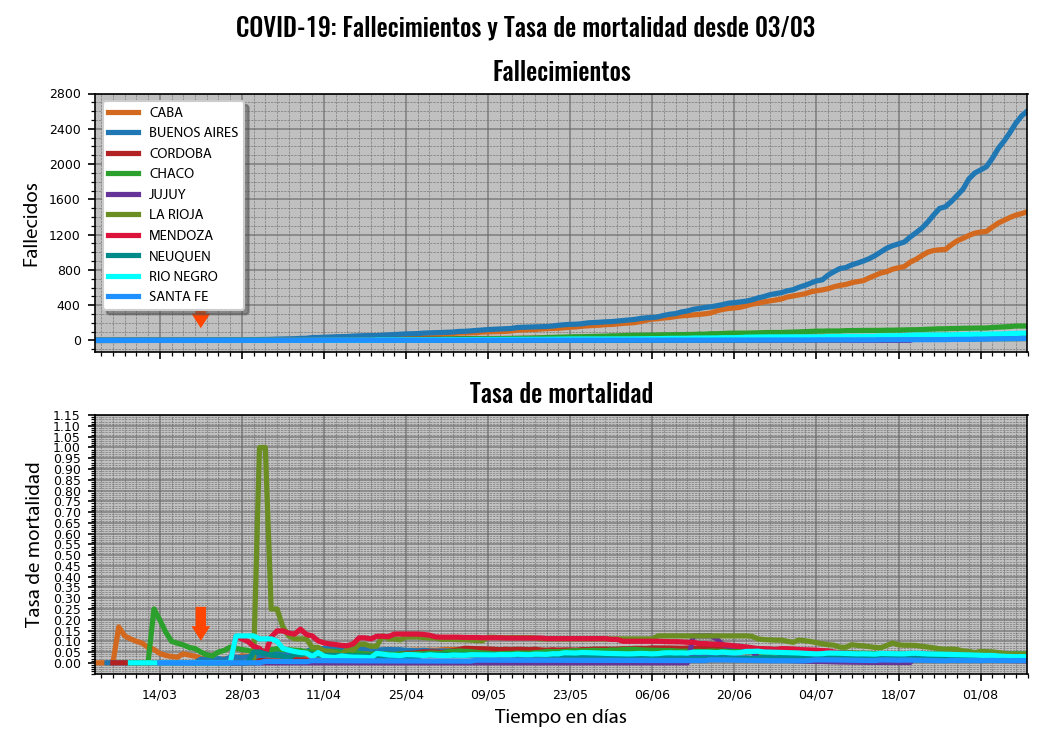 COVID-19: Fallecimientos y Tasa de mortalidad desde 03/03
Fallecimientos
2800
2400
2000
1600
1200
800
400
0
Fallecidos
CABA
BUENOS AIRES
CORDOBA
CHACO
JUJUY
LA RIOJA
MENDOZA
NEUQUEN
RIO NEGRO
SANTA FE
Tasa de mortalidad
1.15
1.10
1.05
1.00
0.95
0.90
0.85
0.80
0.75
0.70
0.65
0.60
0.55
0.50
0.45
0.40
0.35
0.30
0.25
0.20
0.15
0.10
0.05
0.00
Tasa de mortalidad
14/03 28/03 11/04 25/04 09/05 23/05 06/06 20/06 04/07 18/07 01/08
Tiempo en días